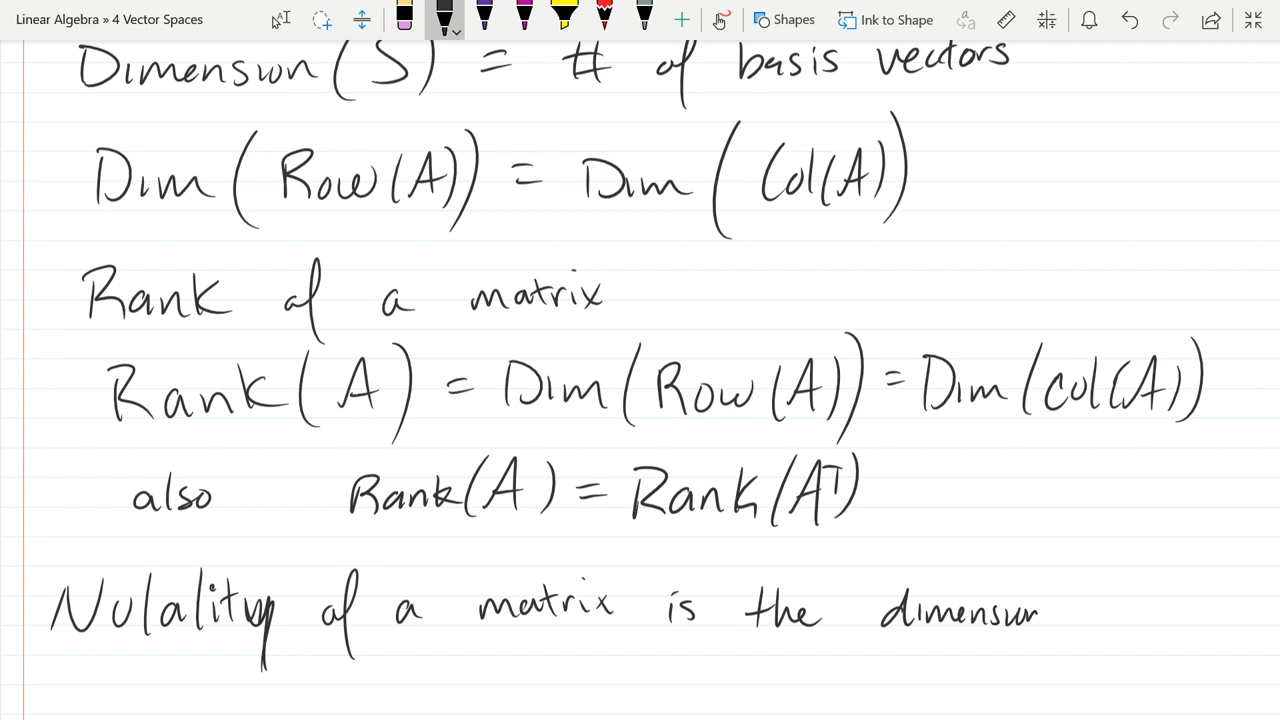 Linear Algebra » 4 Vector Spaces
Shapes
Ink to Shape
Dimension(S) = # of basis vectors
Dim(Row(A)) = Dim(Col(A))
Rank of a matrix
Rank(A) = Dim(Row(A)) = Dim(col(A))
also Rank(A) = Rank(Aᵀ)
Nulality of a matrix is the dimension